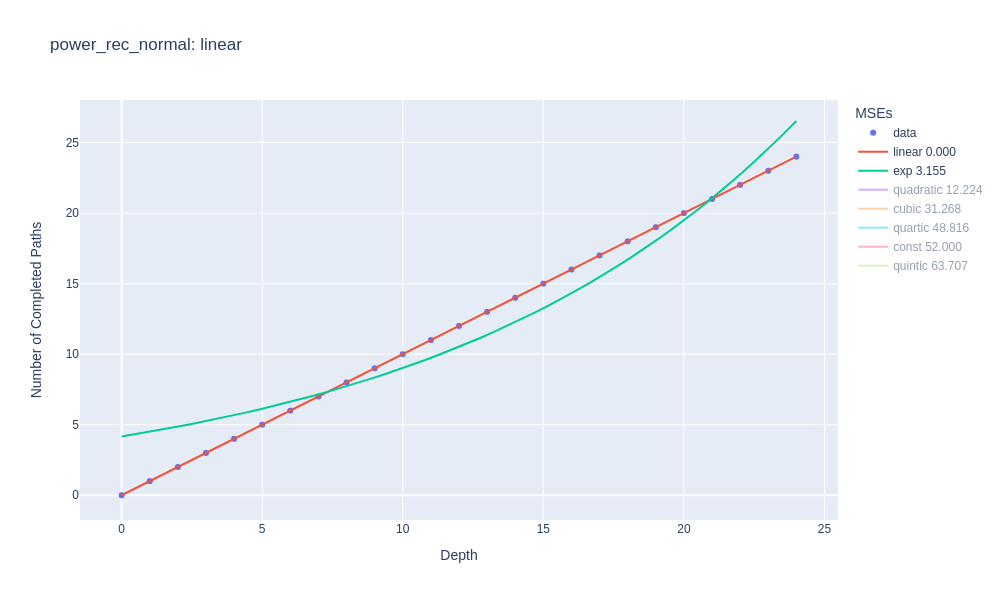 power_rec_normal: linear
MSEs
data
linear 0.000
exp 3.155
quadratic 12.224
cubic 31.268
quartic 48.816
const 52.000
quintic 63.707
Number of Completed Paths
25
20
15
10
5
0
0 5 10 15 20 25
Depth